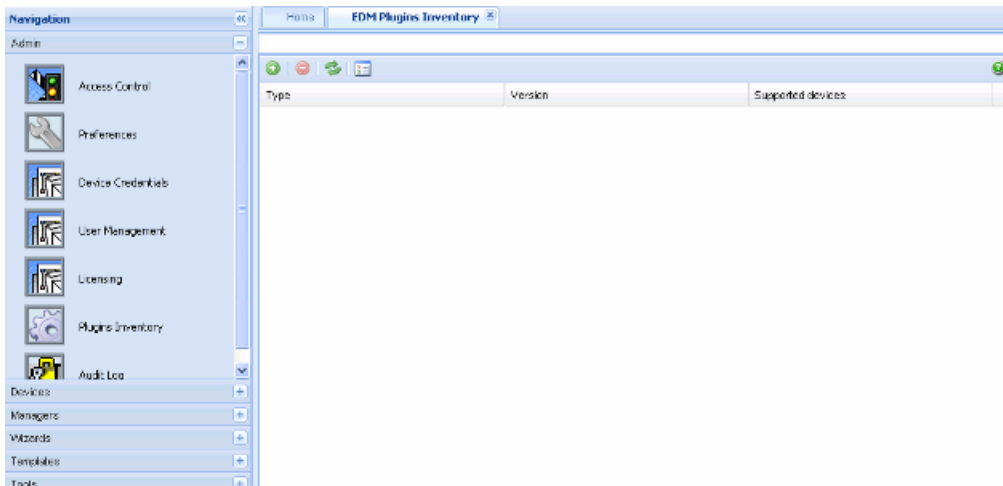 Navigation
Admin
Access Control
Preferences
Device Credentials
User Management
Licensing
Plugins Inventory
Audit Log
Devices
Managers
Wizards
Templates
Tools
Home
EDM Plugins Inventory
Type
Version
Supported devices